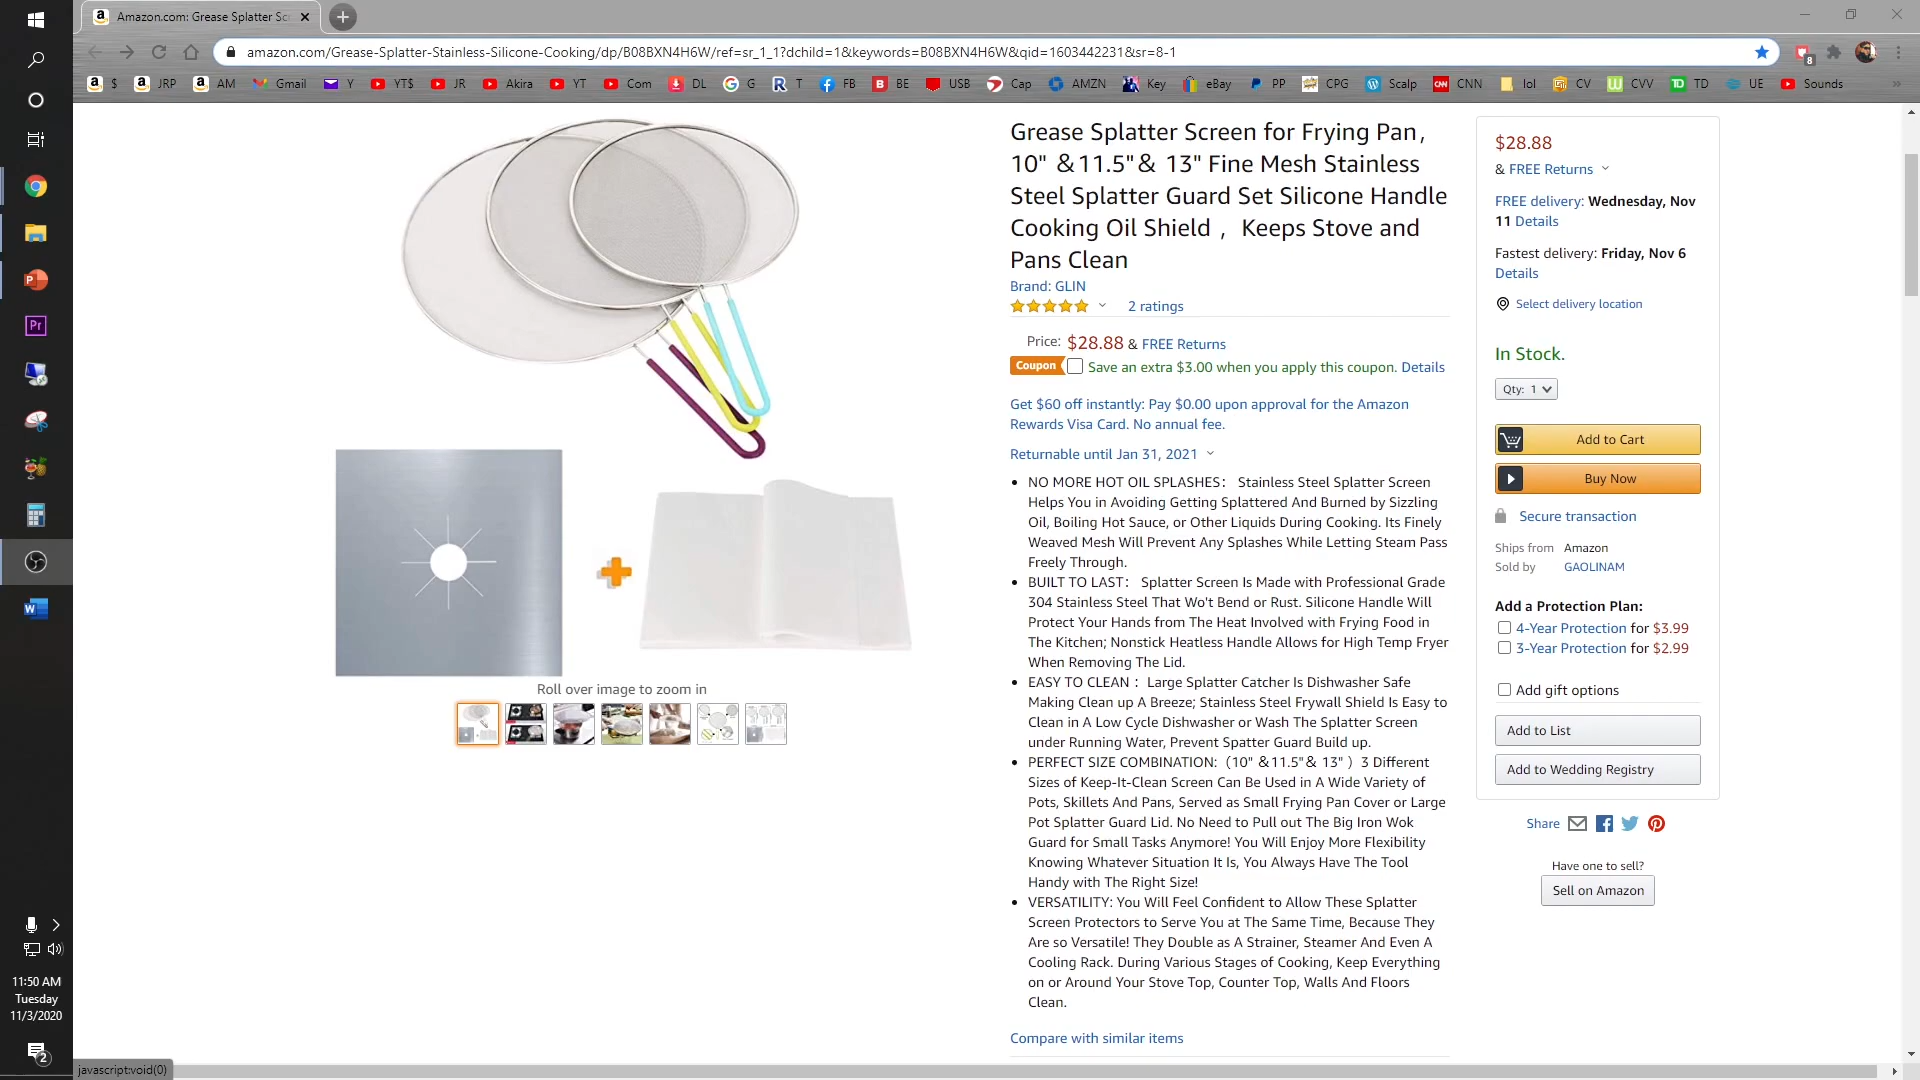 Amazon.com: Grease Splatter Sc
amazon.com/Grease-Splatter-Stainless-Silicone-Cooking/dp/B08BXN4H6W/ref=sr_1_1?dchild=1&keywords=B08BXN4H6W&qid=1603442231&sr=8-1
8
$ JRP AM Gmail Y YT$ JR Akira YT Com DL G T FB BE USB Cap AMZN Key eBay PP CPG Scalp CNN lol CV CVV TD UE Sounds »
Grease Splatter Screen for Frying Pan，
10" ＆11.5"＆ 13" Fine Mesh Stainless
Steel Splatter Guard Set Silicone Handle
Cooking Oil Shield ，Keeps Stove and
Pans Clean
Brand: GLIN
2 ratings
Price: $28.88 & FREE Returns
Coupon Save an extra $3.00 when you apply this coupon. Details
Get $60 off instantly: Pay $0.00 upon approval for the Amazon
Rewards Visa Card. No annual fee.
Returnable until Jan 31, 2021
• NO MORE HOT OIL SPLASHES： Stainless Steel Splatter Screen
Helps You in Avoiding Getting Splattered And Burned by Sizzling
Oil, Boiling Hot Sauce, or Other Liquids During Cooking. Its Finely
Weaved Mesh Will Prevent Any Splashes While Letting Steam Pass
Freely Through.
• BUILT TO LAST： Splatter Screen Is Made with Professional Grade
304 Stainless Steel That Wo't Bend or Rust. Silicone Handle Will
Protect Your Hands from The Heat Involved with Frying Food in
The Kitchen; Nonstick Heatless Handle Allows for High Temp Fryer
When Removing The Lid.
• EASY TO CLEAN： Large Splatter Catcher Is Dishwasher Safe
Making Clean up A Breeze; Stainless Steel Frywall Shield Is Easy to
Clean in A Low Cycle Dishwasher or Wash The Splatter Screen
under Running Water, Prevent Spatter Guard Build up.
• PERFECT SIZE COMBINATION:（10" ＆11.5"＆ 13" ）3 Different
Sizes of Keep-It-Clean Screen Can Be Used in A Wide Variety of
Pots, Skillets And Pans, Served as Small Frying Pan Cover or Large
Pot Splatter Guard Lid. No Need to Pull out The Big Iron Wok
Guard for Small Tasks Anymore! You Will Enjoy More Flexibility
Knowing Whatever Situation It Is, You Always Have The Tool
Handy with The Right Size!
• VERSATILITY: You Will Feel Confident to Allow These Splatter
Screen Protectors to Serve You at The Same Time, Because They
Are so Versatile! They Double as A Strainer, Steamer And Even A
Cooling Rack. During Various Stages of Cooking, Keep Everything
on or Around Your Stove Top, Counter Top, Walls And Floors
Clean.
Compare with similar items
Roll over image to zoom in
$28.88
& FREE Returns
FREE delivery: Wednesday, Nov
11 Details
Fastest delivery: Friday, Nov 6
Details
Select delivery location
In Stock.
Qty: 1
Add to Cart
Buy Now
Secure transaction
Ships from Amazon
Sold by GAOLINAM
Add a Protection Plan:
4-Year Protection for $3.99
3-Year Protection for $2.99
Add gift options
Add to List
Add to Wedding Registry
Share
Have one to sell?
Sell on Amazon
11:50 AM
Tuesday
11/3/2020
2
javascript:void(0)